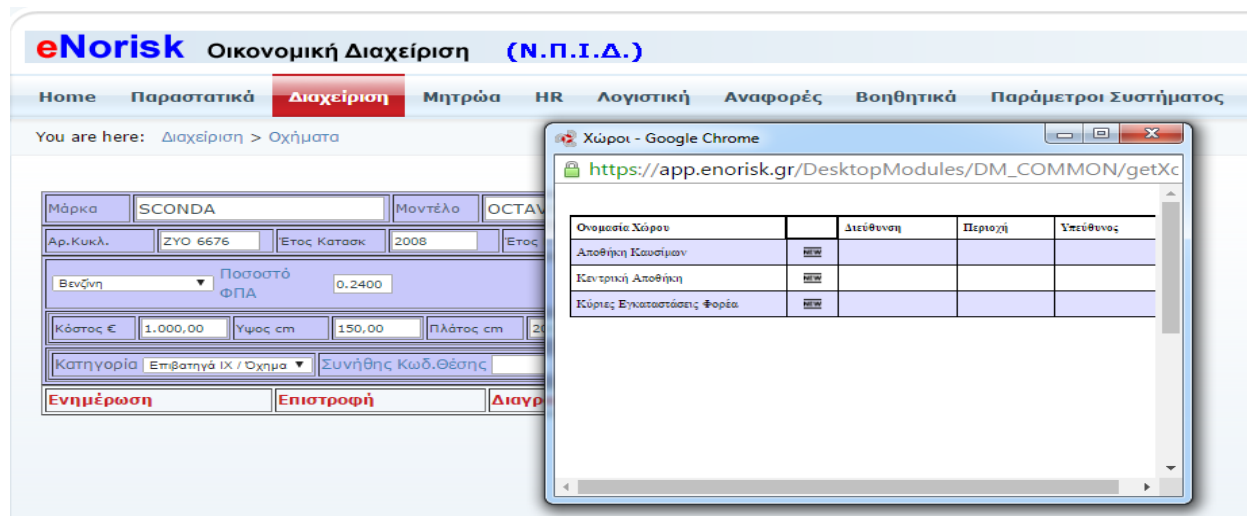 eNorisk Οικονομική Διαχείριση (Ν.Π.Ι.Δ.)
Home Παραστατικά Διαχείριση Μητρώα HR Λογιστική Αναφορές Βοηθητικά Παράμετροι Συστήματος
You are here: Διαχείριση > Οχήματα
Μάρκα SCONDA Μοντέλο OCTAV
Αρ.Κυκλ. ZYO 6676 Έτος Κατασκ 2008 Έτος
Βενζίνη Ποσοστό ΦΠΑ 0.2400
Κόστος € 1.000,00 Υψος cm 150,00 Πλάτος cm 20
Κατηγορία Επιβατηγά ΙΧ / Όχημα Συνήθης Κωδ.Θέσης
Ενημέρωση Επιστροφή Διαγρ
Χώροι - Google Chrome
https://app.enorisk.gr/DesktopModules/DM_COMMON/getXc
Ονομασία Χώρου Διεύθυνση Περιοχή Υπεύθυνος
Αποθήκη Καυσίμων NEW
Κεντρική Αποθήκη NEW
Κύριες Εγκαταστάσεις Φορέα NEW